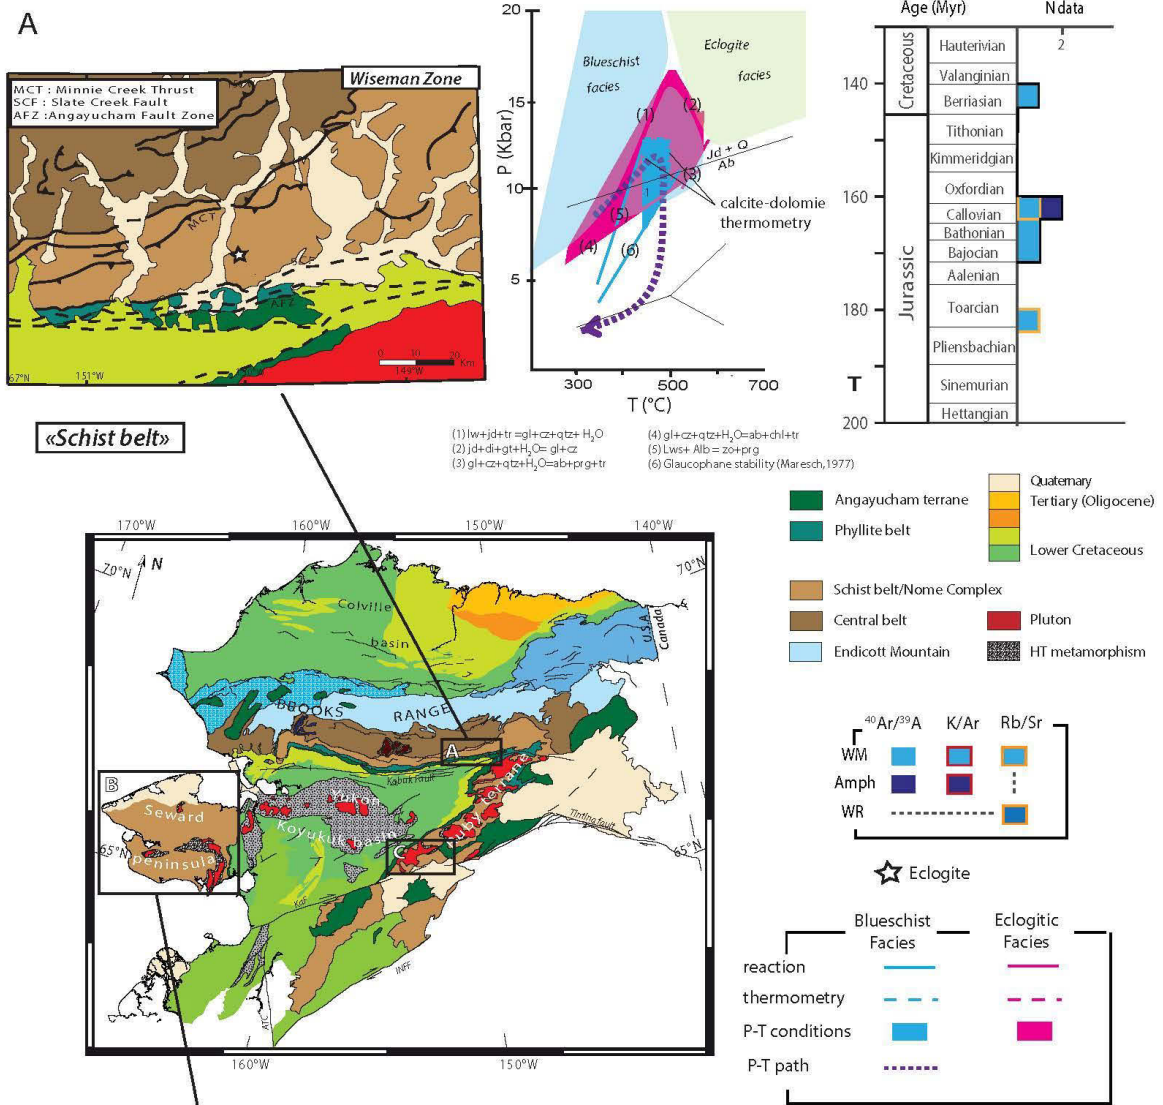 A
Wiseman Zone
MCT : Minnie Creek Thrust
SCF : Slate Creek Fault
AFZ :Angayucham Fault Zone
MCT
AFZ
0 10 20
Km
67°N
151°W
149°W
«Schist belt»
P (Kbar)
20
15
10
5
300
500
700
T (°C)
Blueschist
facies
Eclogite
facies
(1)
(2)
Jd + Q
Ab
(3)
1
(5)
(4)
(6)
calcite-dolomie
thermometry
(1) lw+jd+tr =gl+cz+qtz+ H2O
(2) jd+di+gt+H2O= gl+cz
(3) gl+cz+qtz+H2O=ab+prg+tr
(4) gl+cz+qtz+H2O=ab+chl+tr
(5) Lws+ Alb = zo+prg
(6) Glaucophane stability (Maresch,1977)
Age (Myr)
N data
2
140
160
180
T
200
Cretaceous
Jurassic
Hauterivian
Valanginian
Berriasian
Tithonian
Kimmeridgian
Oxfordian
Callovian
Bathonian
Bajocian
Aalenian
Toarcian
Pliensbachian
Sinemurian
Hettangian
Angayucham terrane
Phyllite belt
Quaternary
Tertiary (Oligocene)
Lower Cretaceous
Schist belt/Nome Complex
Central belt
Endicott Mountain
Pluton
HT metamorphism
170°W
160°W
150°W
140°W
70°N
N
70°N
Colville
basin
U.S.A
Canada
BROOKS RANGE
A
Kobuk Fault
B
Seward
peninsula
65°N
Yukon
Koyukuk basin
Ruby terrane
C
Tintina fault
65°N
KaF
INFF
ATC
160°W
150°W
40Ar/39A
K/Ar
Rb/Sr
WM
Amph
WR
Eclogite
Blueschist
Facies
Eclogitic
Facies
reaction
thermometry
P-T conditions
P-T path